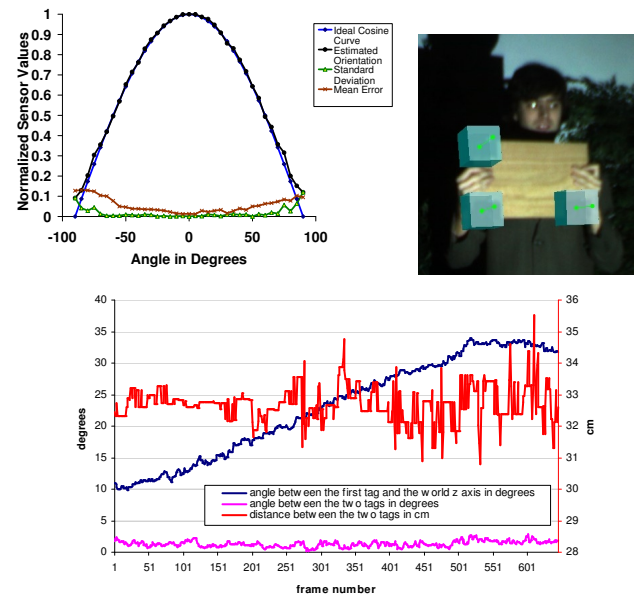 Normalized Sensor Values
1
0.9
0.8
0.7
0.6
0.5
0.4
0.3
0.2
0.1
0
-100 -50 0 50 100
Angle in Degrees
Ideal Cosine
Curve
Estimated
Orientation
Standard
Deviation
Mean Error
degrees
40
35
30
25
20
15
10
5
0
36
35
34
33
32
31
30
29
28
cm
angle between the first tag and the world z axis in degrees
angle between the two tags in degrees
distance between the two tags in cm
1 51 101 151 201 251 301 351 401 451 501 551 601
frame number